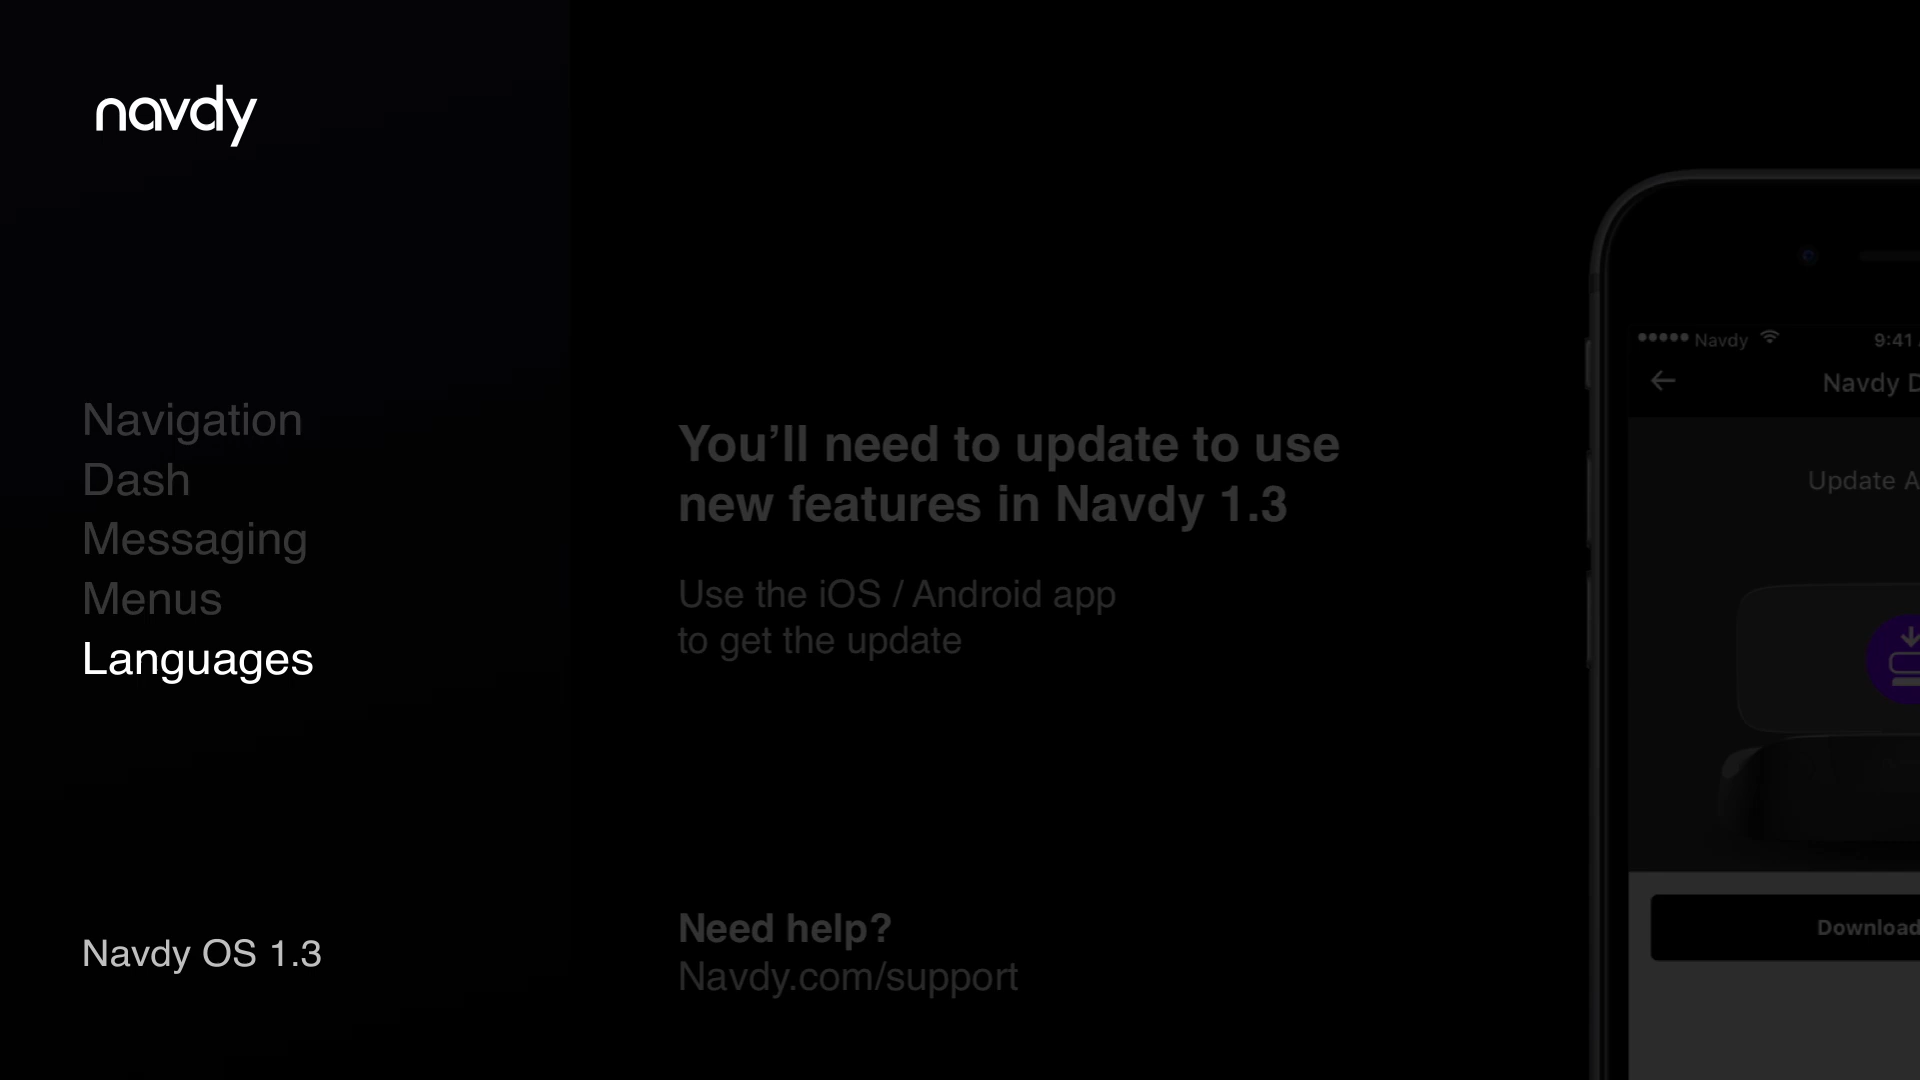 navdy
Navigation
Dash
Messaging
Menus
Languages
Navdy OS 1.3
You’ll need to update to use
new features in Navdy 1.3
Use the iOS / Android app
to get the update
Need help?
Navdy.com/support
Navdy
9:41
Navdy
Update
Download